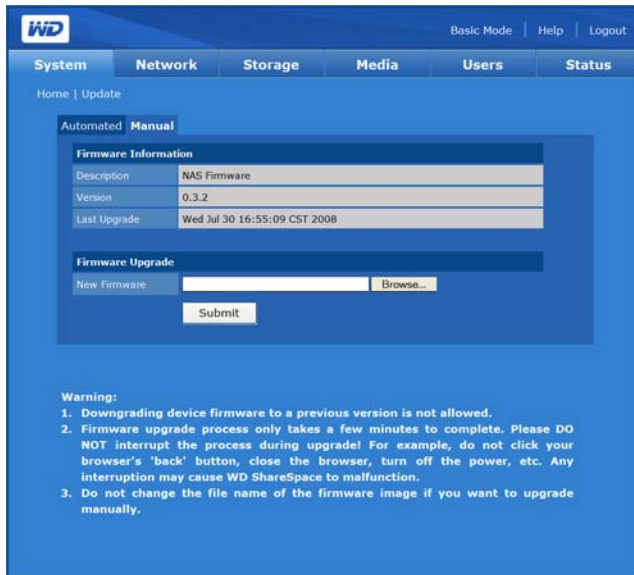 WD
Basic Mode | Help | Logout
System Network Storage Media Users Status
Home | Update
Automated Manual
Firmware Information
Description NAS Firmware
Version 0.3.2
Last Upgrade Wed Jul 30 16:55:09 CST 2008
Firmware Upgrade
New Firmware Browse...
Submit
Warning:
1. Downgrading device firmware to a previous version is not allowed.
2. Firmware upgrade process only takes a few minutes to complete. Please DO
NOT interrupt the process during upgrade! For example, do not click your
browser's 'back' button, close the browser, turn off the power, etc. Any
interruption may cause WD ShareSpace to malfunction.
3. Do not change the file name of the firmware image if you want to upgrade
manually.